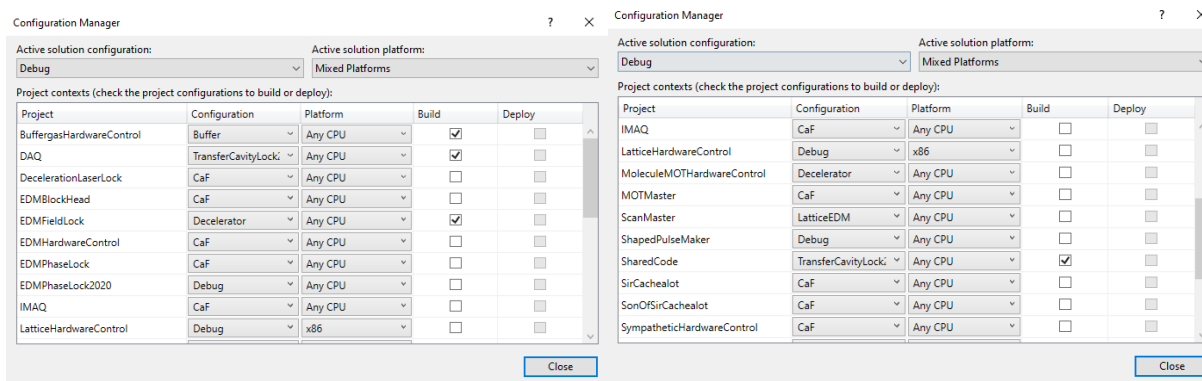 Configuration Manager ? ×
Active solution configuration: Active solution platform:
Debug Mixed Platforms
Project contexts (check the project configurations to build or deploy):
Project Configuration Platform Build Deploy
BuffergasHardwareControl Buffer Any CPU
DAQ TransferCavityLock Any CPU
DecelerationLaserLock CaF Any CPU
EDMBlockHead CaF Any CPU
EDMFieldLock Decelerator Any CPU
EDMHardwareControl CaF Any CPU
EDMPhaseLock CaF Any CPU
EDMPhaseLock2020 Debug Any CPU
IMAQ CaF Any CPU
LatticeHardwareControl Debug x86
Close
Configuration Manager ? ×
Active solution configuration: Active solution platform:
Debug Mixed Platforms
Project contexts (check the project configurations to build or deploy):
Project Configuration Platform Build Deploy
IMAQ CaF Any CPU
LatticeHardwareControl Debug x86
MoleculeMOTHardwareControl Decelerator Any CPU
MOTMaster CaF Any CPU
ScanMaster LatticeEDM Any CPU
ShapedPulseMaker Debug Any CPU
SharedCode TransferCavityLock Any CPU
SirCachealot CaF Any CPU
SonOfSirCachealot CaF Any CPU
SympatheticHardwareControl CaF Any CPU
Close